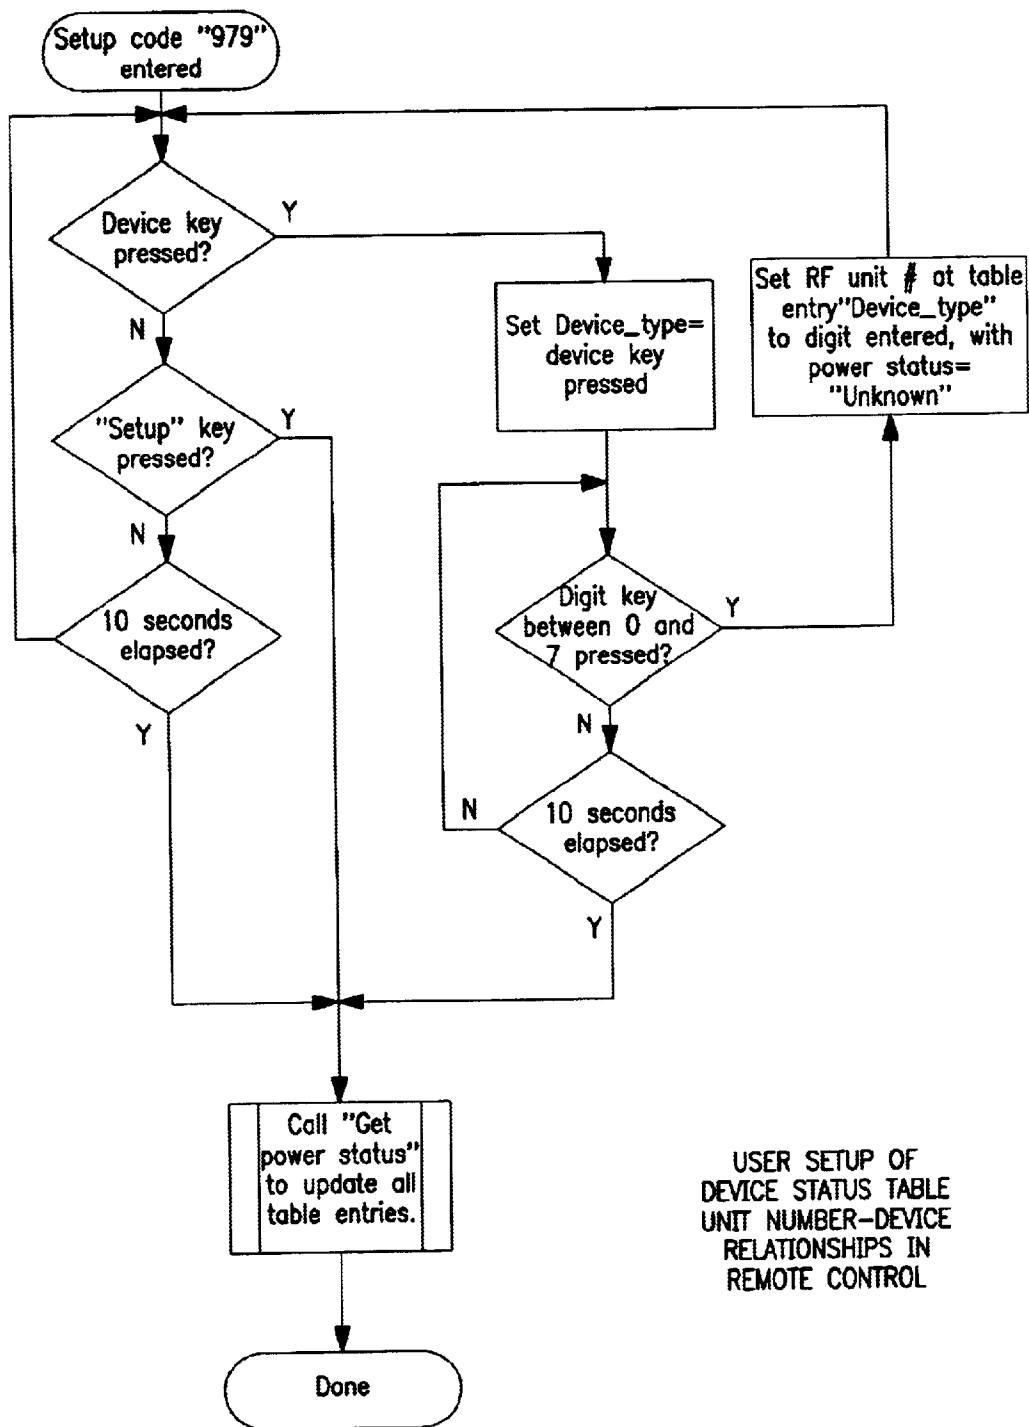 Setup code "979"
entered
Device key
pressed?
Y
N
"Setup" key
pressed?
Y
N
10 seconds
elapsed?
Y
Set Device_type=
device key
pressed
Set RF unit # at table
entry"Device_type"
to digit entered, with
power status=
"Unknown"
Digit key
between 0 and
7 pressed?
Y
N
10 seconds
elapsed?
N
Y
Call "Get
power status"
to update all
table entries.
Done
USER SETUP OF
DEVICE STATUS TABLE
UNIT NUMBER-DEVICE
RELATIONSHIPS IN
REMOTE CONTROL